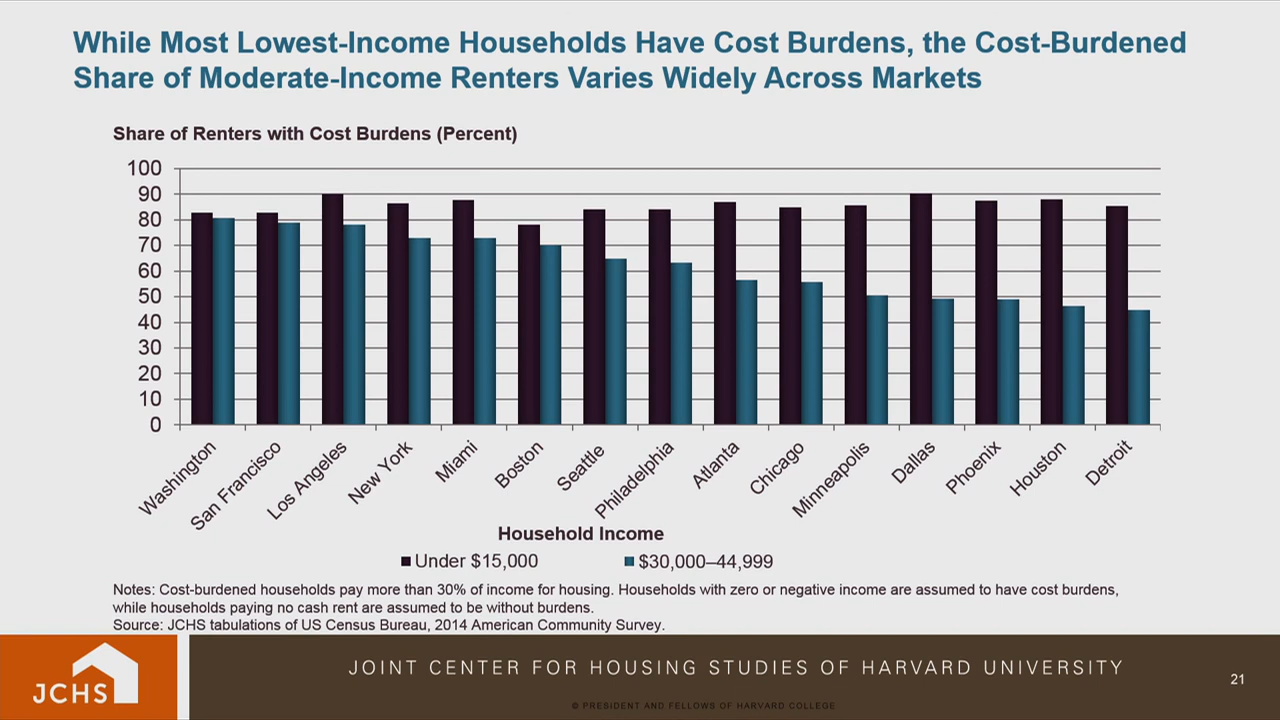 While Most Lowest-Income Households Have Cost Burdens, the Cost-Burdened
Share of Moderate-Income Renters Varies Widely Across Markets
Share of Renters with Cost Burdens (Percent)
100
90
80
70
60
50
40
30
20
10
0
Washington
San Francisco
Los Angeles
New York
Miami
Boston
Seattle
Philadelphia
Atlanta
Chicago
Minneapolis
Dallas
Phoenix
Houston
Detroit
Household Income
Under $15,000
$30,000–44,999
Notes: Cost-burdened households pay more than 30% of income for housing. Households with zero or negative income are assumed to have cost burdens,
while households paying no cash rent are assumed to be without burdens.
Source: JCHS tabulations of US Census Bureau, 2014 American Community Survey.
JCHS
JOINT CENTER FOR HOUSING STUDIES OF HARVARD UNIVERSITY
21
© PRESIDENT AND FELLOWS OF HARVARD COLLEGE